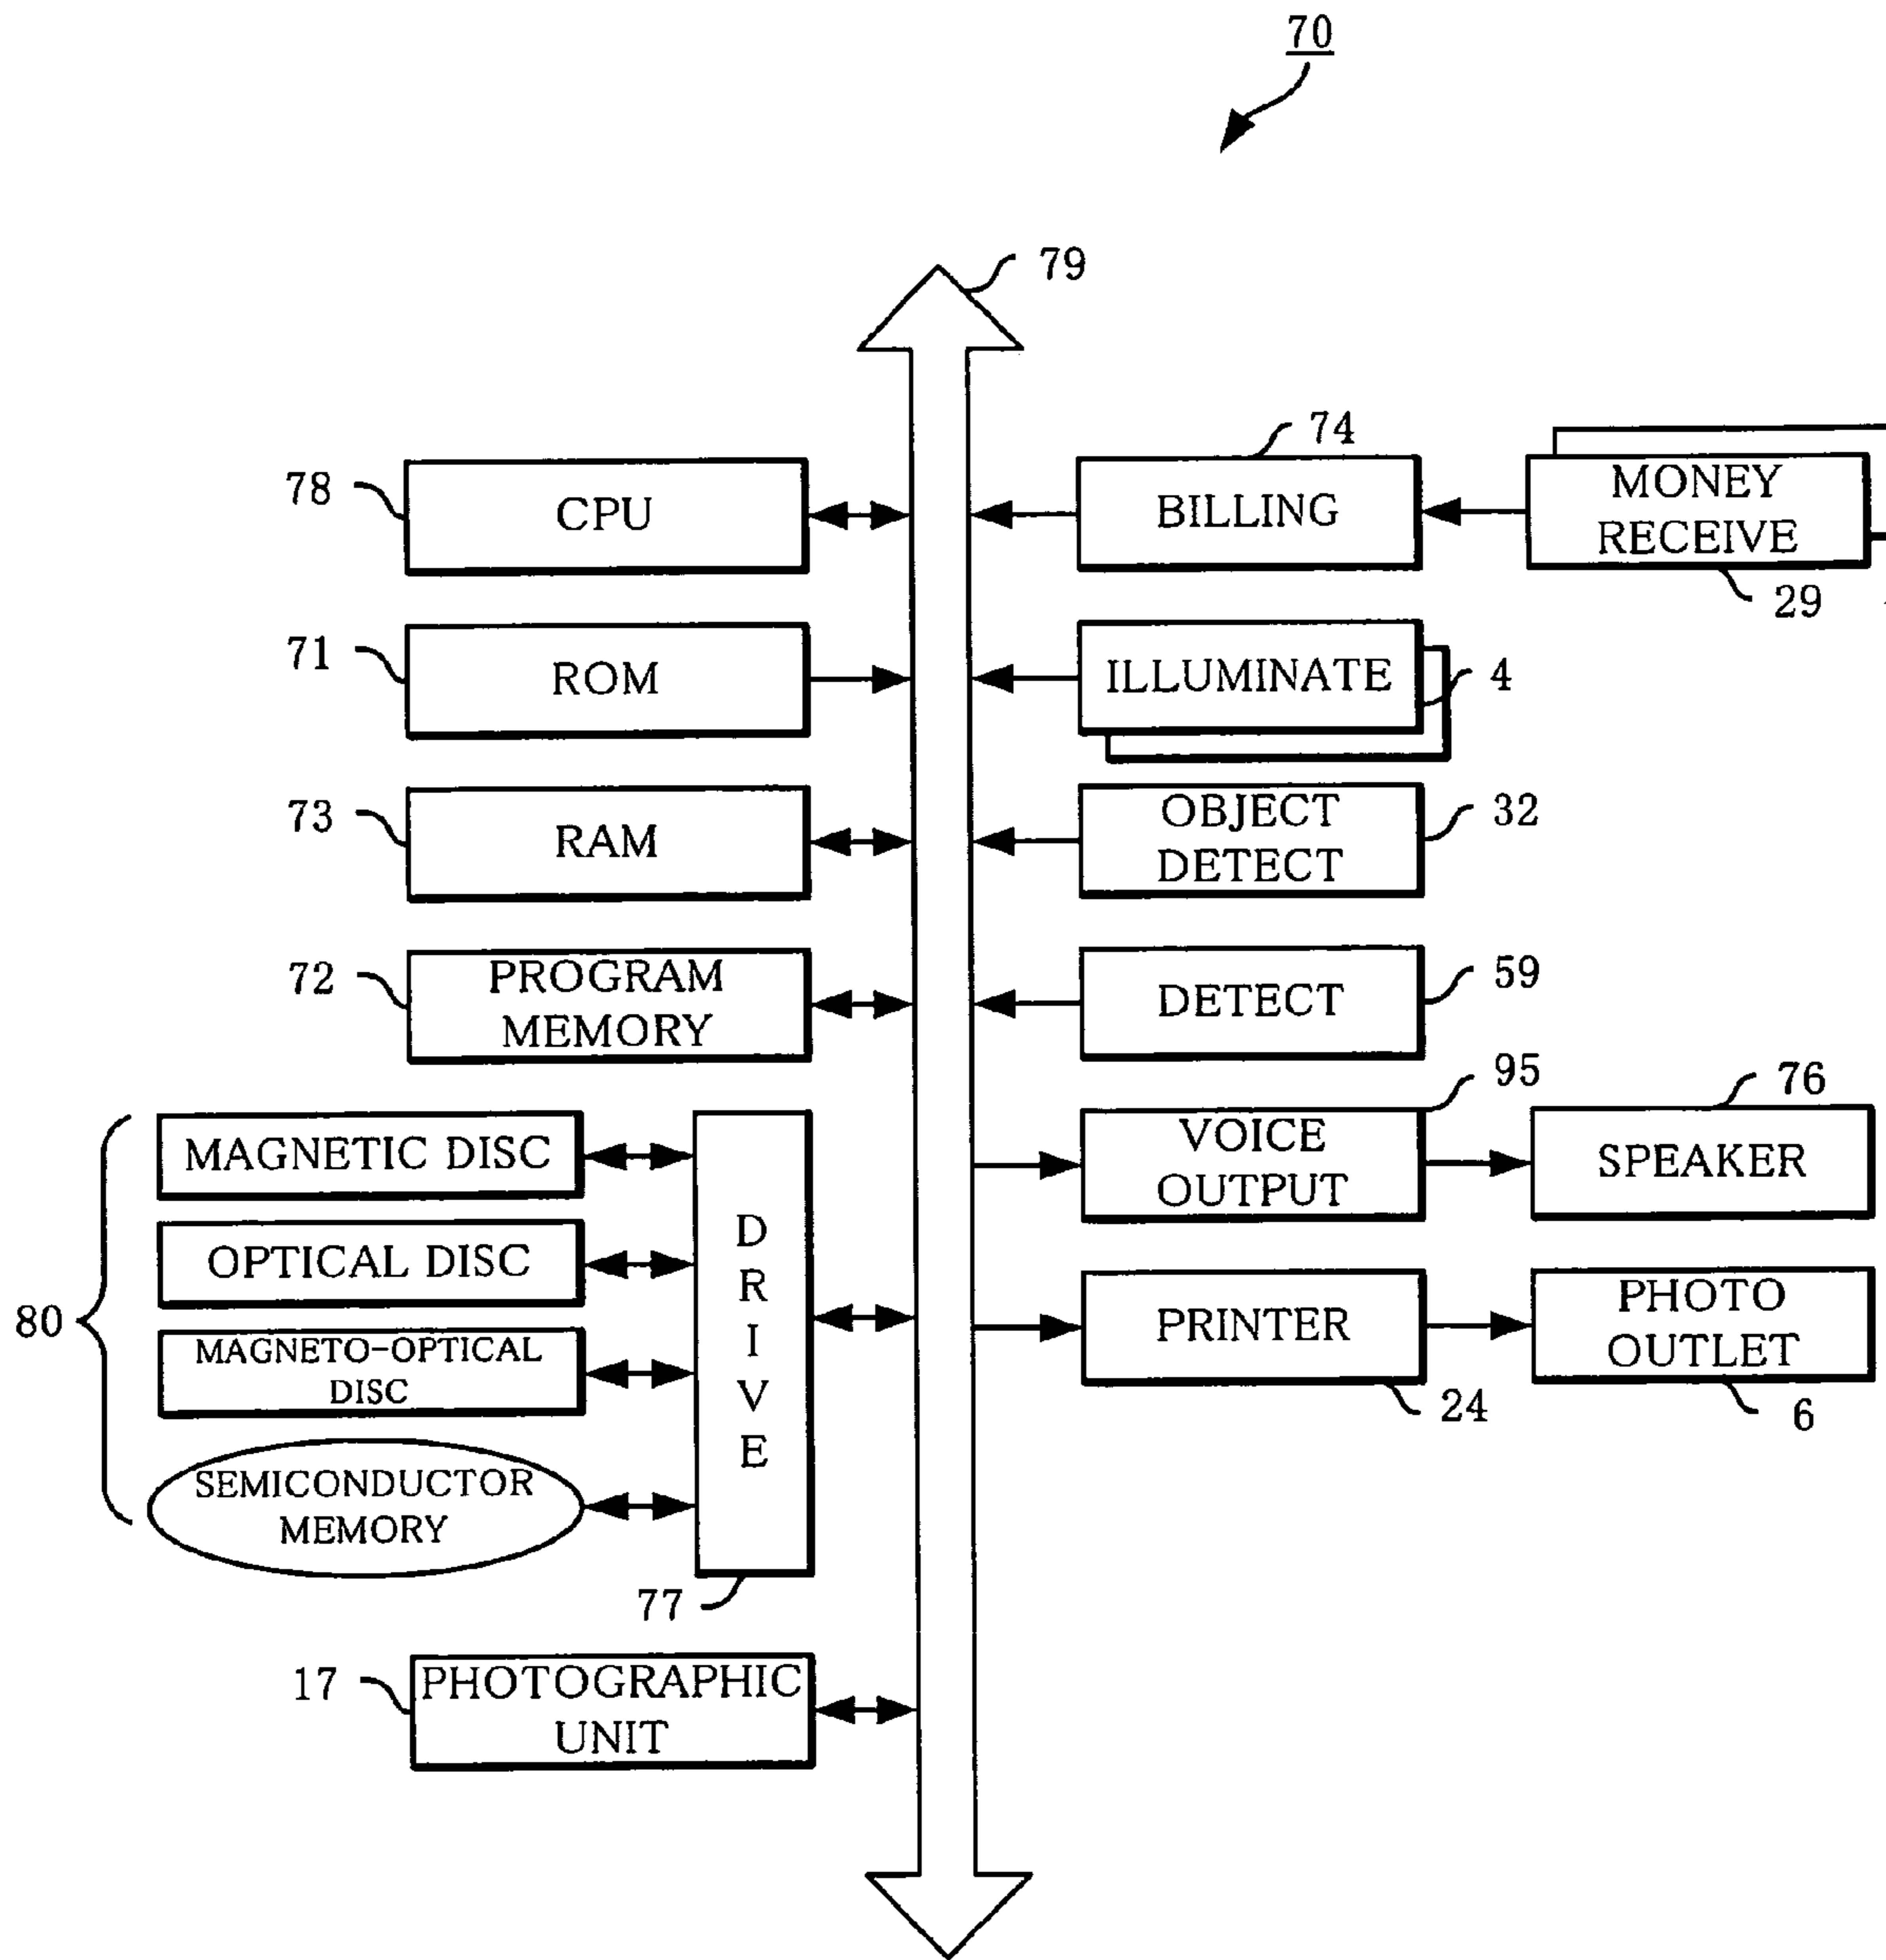 70
79
78
CPU
74
BILLING
MONEY
RECEIVE
29
71
ROM
ILLUMINATE
4
73
RAM
OBJECT
DETECT
32
72
PROGRAM
MEMORY
DETECT
59
80
MAGNETIC DISC
OPTICAL DISC
MAGNETO-OPTICAL
DISC
SEMICONDUCTOR
MEMORY
DRIVE
77
95
VOICE
OUTPUT
76
SPEAKER
PRINTER
24
PHOTO
OUTLET
6
17
PHOTOGRAPHIC
UNIT